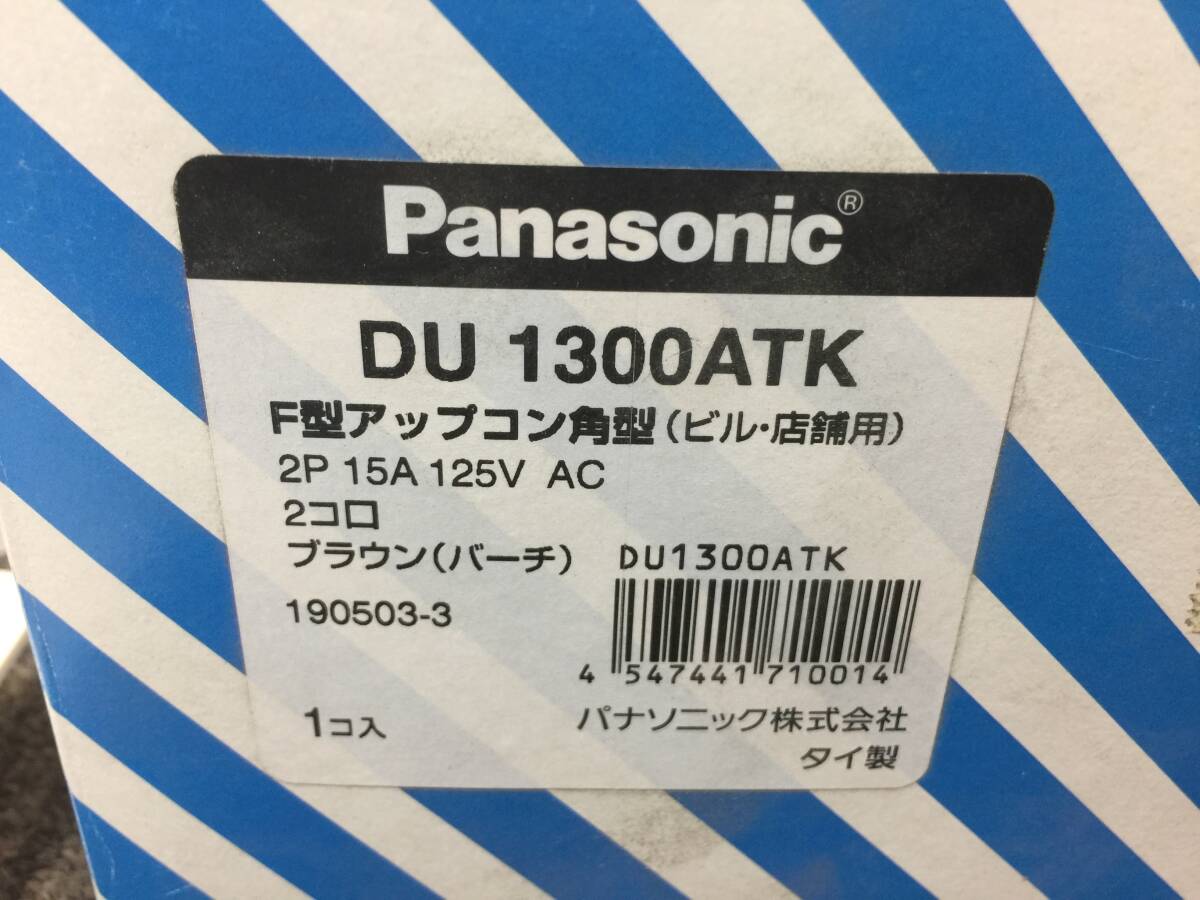 Panasonic®
DU 1300ATK
F型アップコン角型(ビル・店舗用)
2P 15A 125V AC
2コ口
ブラウン(バーチ) DU1300ATK
190503-3
4 547441 710014
1コ入 パナソニック株式会社
タイ製